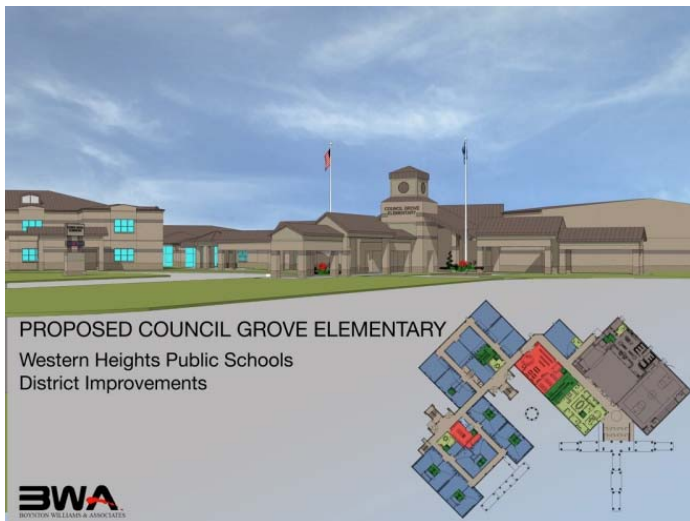 COUNCIL GROVE
ELEMENTARY
PROPOSED COUNCIL GROVE ELEMENTARY
Western Heights Public Schools
District Improvements
BWA
BOYNTON WILLIAMS & ASSOCIATES